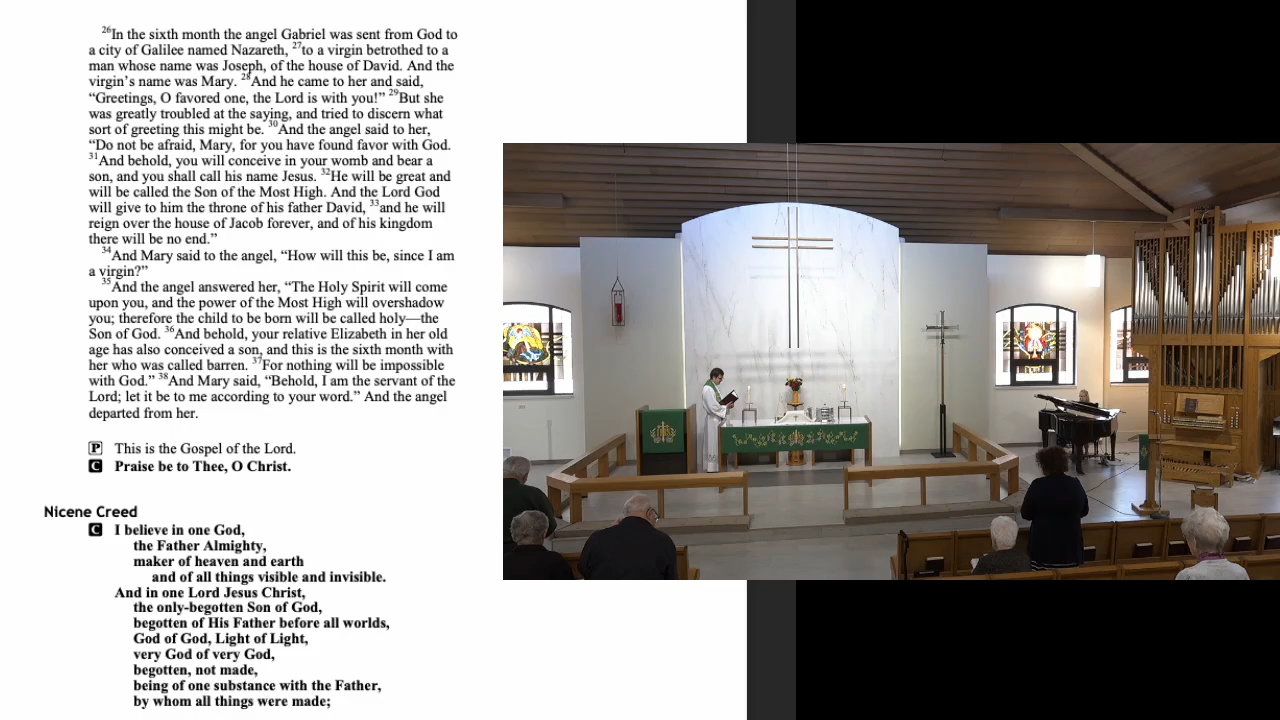 26In the sixth month the angel Gabriel was sent from God to
a city of Galilee named Nazareth, 27to a virgin betrothed to a
man whose name was Joseph, of the house of David. And the
virgin’s name was Mary. 28And he came to her and said,
“Greetings, O favored one, the Lord is with you!” 29But she
was greatly troubled at the saying, and tried to discern what
sort of greeting this might be. 30And the angel said to her,
“Do not be afraid, Mary, for you have found favor with God.
31And behold, you will conceive in your womb and bear a
son, and you shall call his name Jesus. 32He will be great and
will be called the Son of the Most High. And the Lord God
will give to him the throne of his father David, 33and he will
reign over the house of Jacob forever, and of his kingdom
there will be no end.”
34And Mary said to the angel, “How will this be, since I am
a virgin?”
35And the angel answered her, “The Holy Spirit will come
upon you, and the power of the Most High will overshadow
you; therefore the child to be born will be called holy—the
Son of God. 36And behold, your relative Elizabeth in her old
age has also conceived a son, and this is the sixth month with
her who was called barren. 37For nothing will be impossible
with God.” 38And Mary said, “Behold, I am the servant of the
Lord; let it be to me according to your word.” And the angel
departed from her.
P This is the Gospel of the Lord.
C Praise be to Thee, O Christ.
Nicene Creed
C I believe in one God,
the Father Almighty,
maker of heaven and earth
and of all things visible and invisible.
And in one Lord Jesus Christ,
the only-begotten Son of God,
begotten of His Father before all worlds,
God of God, Light of Light,
very God of very God,
begotten, not made,
being of one substance with the Father,
by whom all things were made;